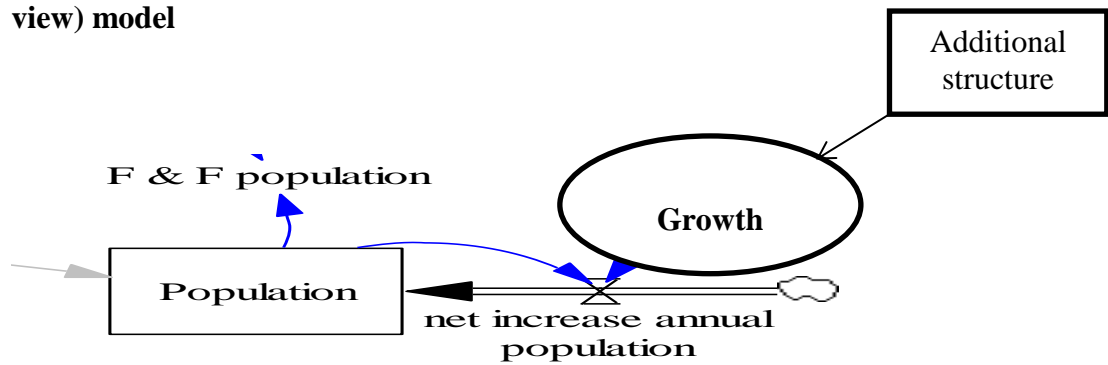 view) model
Additional
structure
F & F population
Growth
Population
net increase annual
population